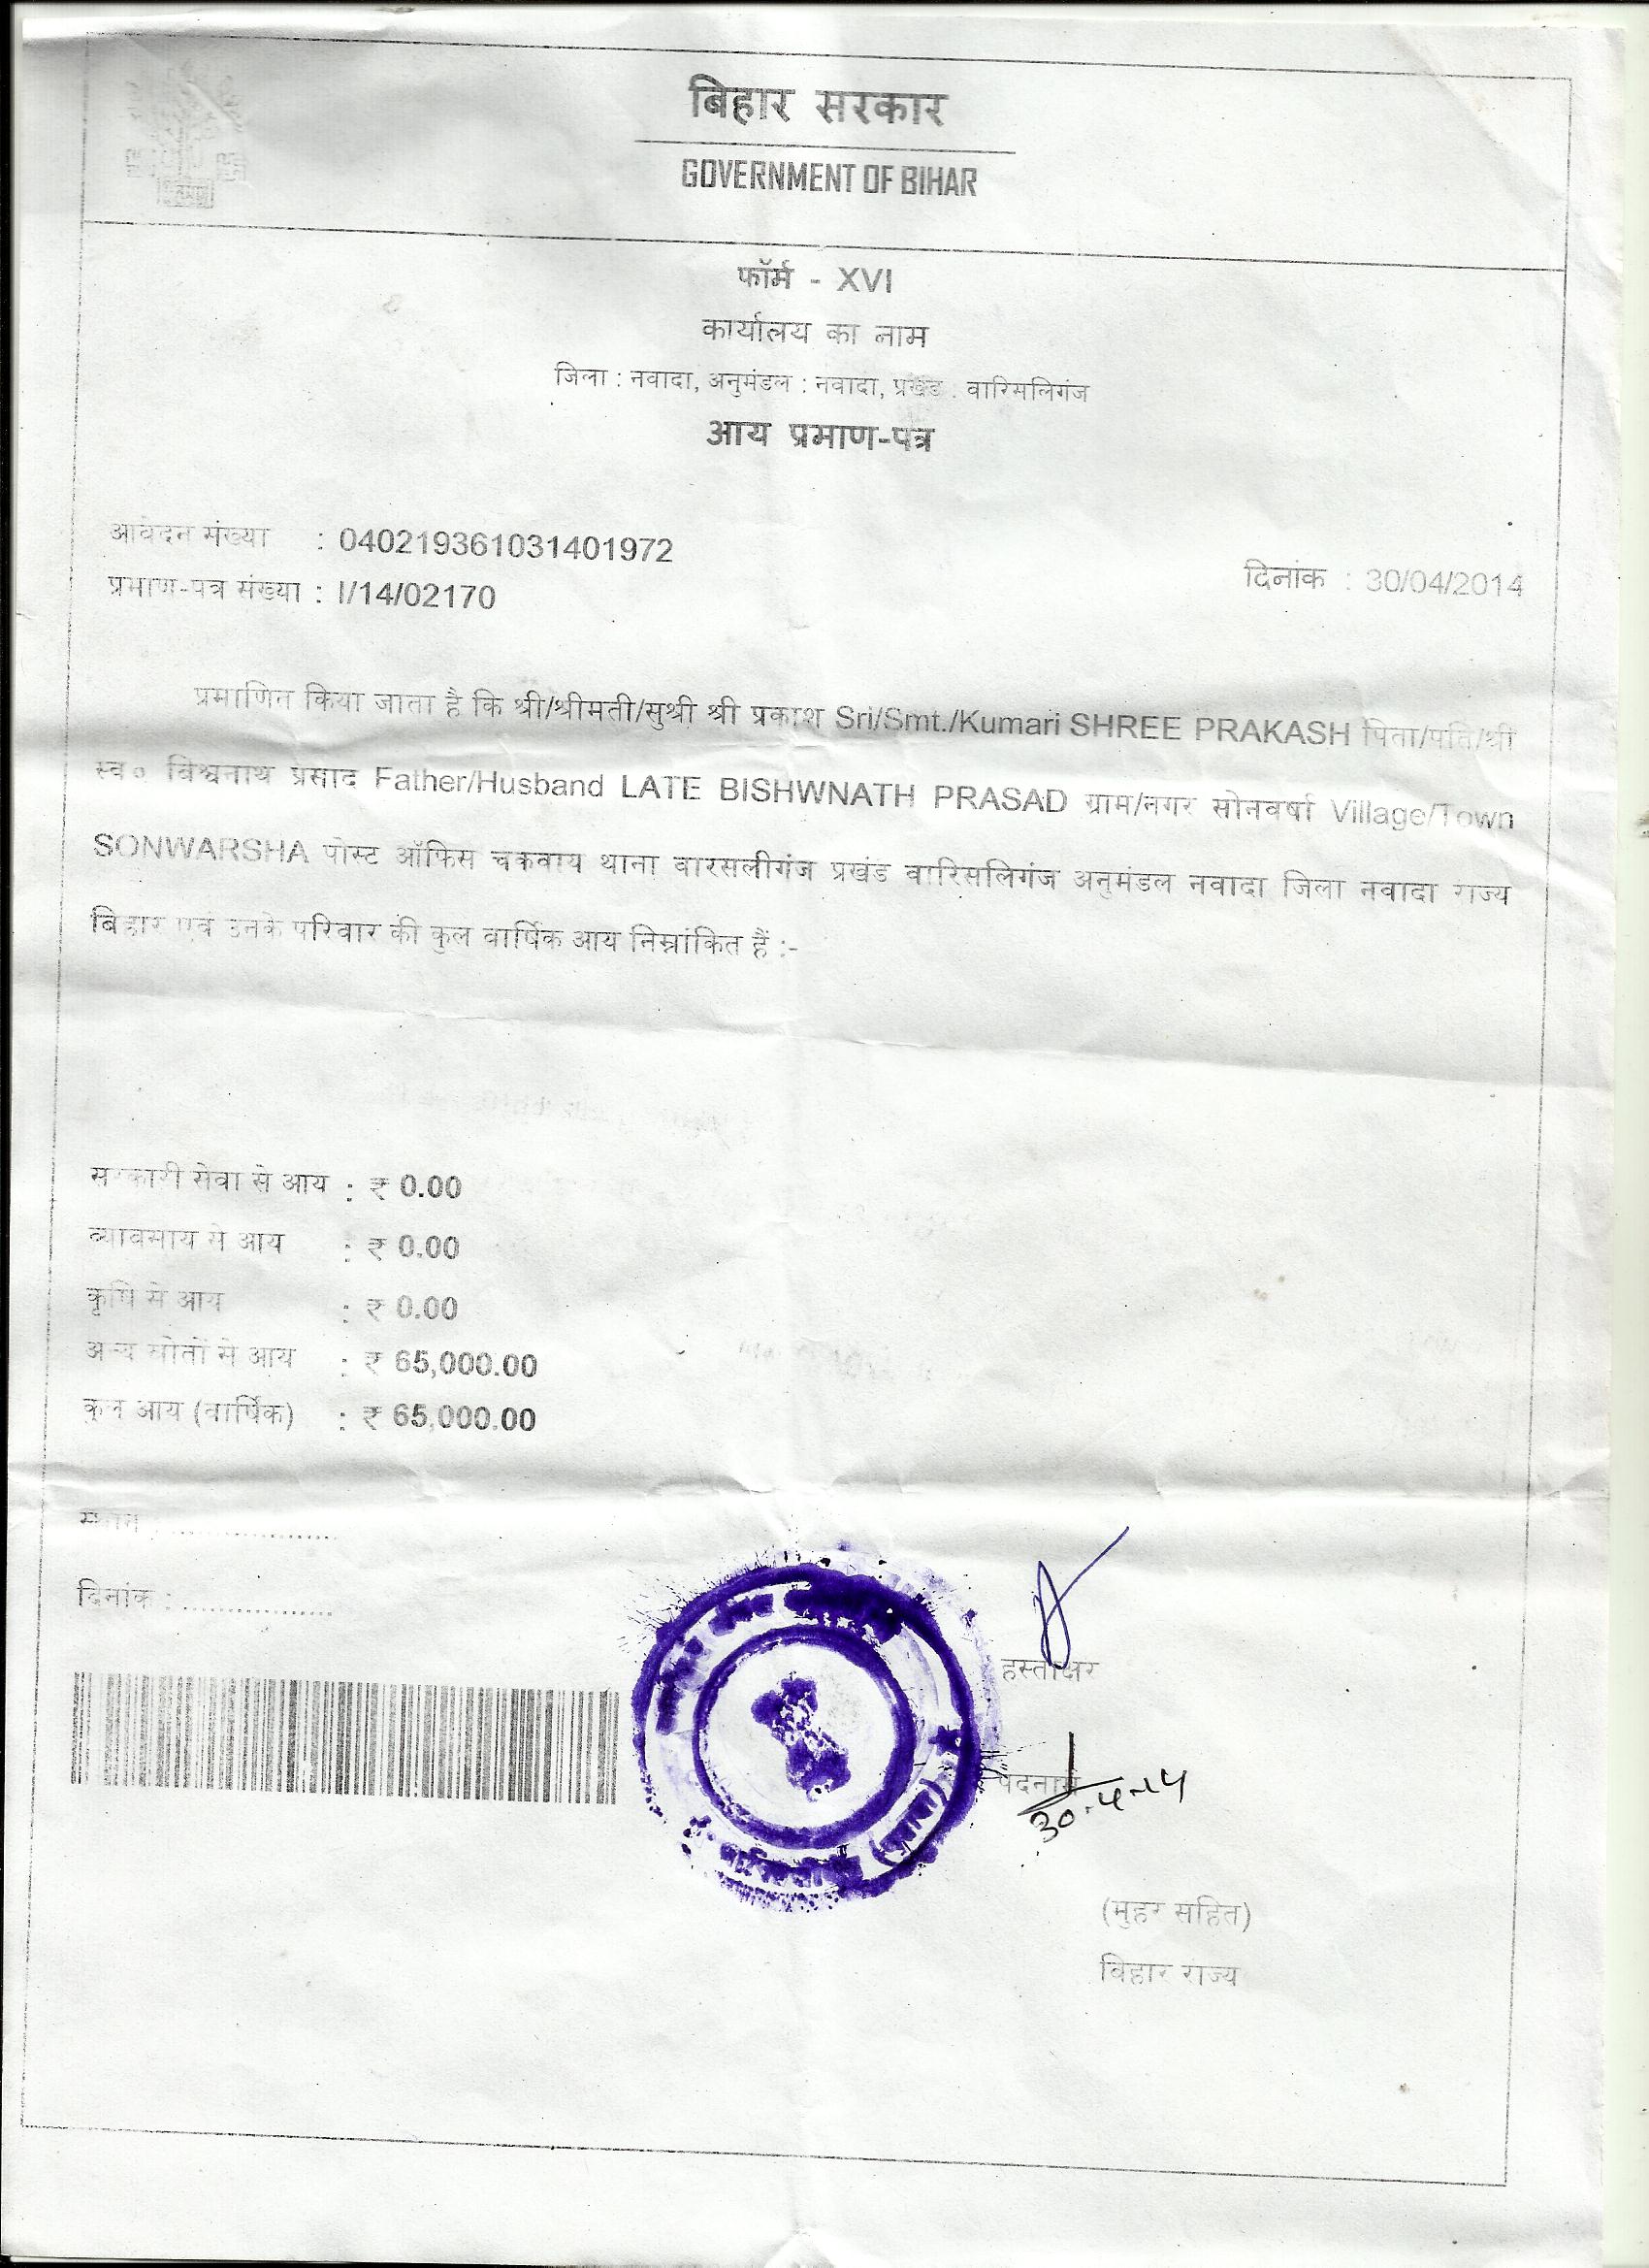 बिहार सरकार
GOVERNMENT OF BIHAR
फॉर्म - XVI
कार्यालय का नाम
जिला : नवादा, अनुमंडल : नवादा, प्रखंड : वारिसलिगंज
आय प्रमाण-पत्र
आवेदन संख्या : 040219361031401972
प्रमाण-पत्र संख्या : I/14/02170
दिनांक : 30/04/2014
प्रमाणित किया जाता है कि श्री/श्रीमती/सुश्री श्री प्रकाश Sri/Smt./Kumari SHREE PRAKASH पिता/पति/श्री
स्व० विश्वनाथ प्रसाद Father/Husband LATE BISHWNATH PRASAD ग्राम/नगर सोनवर्षा Village/Town
SONWARSHA पोस्ट ऑफिस चकवाय थाना वारसलीगंज प्रखंड वारिसलिगंज अनुमंडल नवादा जिला नवादा राज्य
बिहार एवं उनके परिवार की कुल वार्षिक आय निम्नांकित हैं :-
सरकारी सेवा से आय : ₹ 0.00
व्यावसाय से आय : ₹ 0.00
कृषि से आय : ₹ 0.00
अन्य स्रोतों से आय : ₹ 65,000.00
कुल आय (वार्षिक) : ₹ 65,000.00
स्थान : ..................
दिनांक : ..................
हस्ताक्षर
पदनाम
30-4-14
(मुहर सहित)
बिहार राज्य